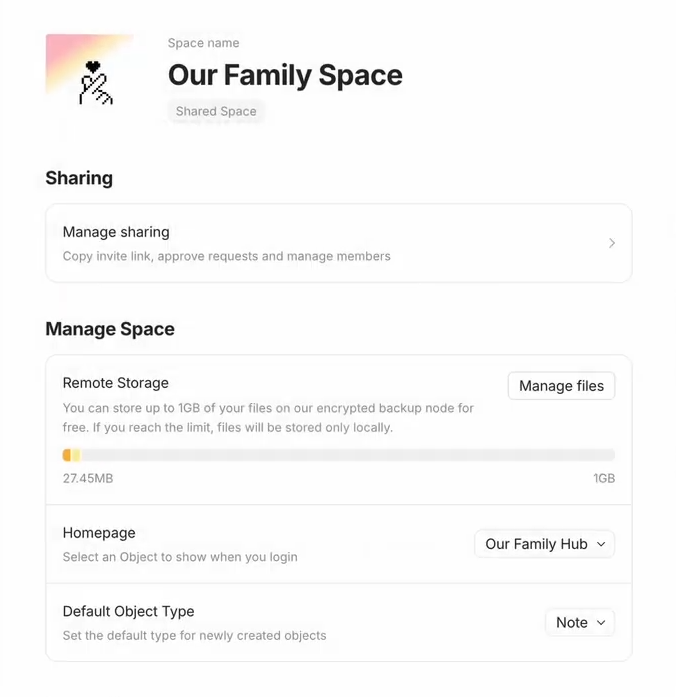 Space name
Our Family Space
Shared Space
Sharing
Manage sharing
Copy invite link, approve requests and manage members
Manage Space
Remote Storage
Manage files
You can store up to 1GB of your files on our encrypted backup node for
free. If you reach the limit, files will be stored only locally.
27.45MB
1GB
Homepage
Our Family Hub
Select an Object to show when you login
Default Object Type
Note
Set the default type for newly created objects